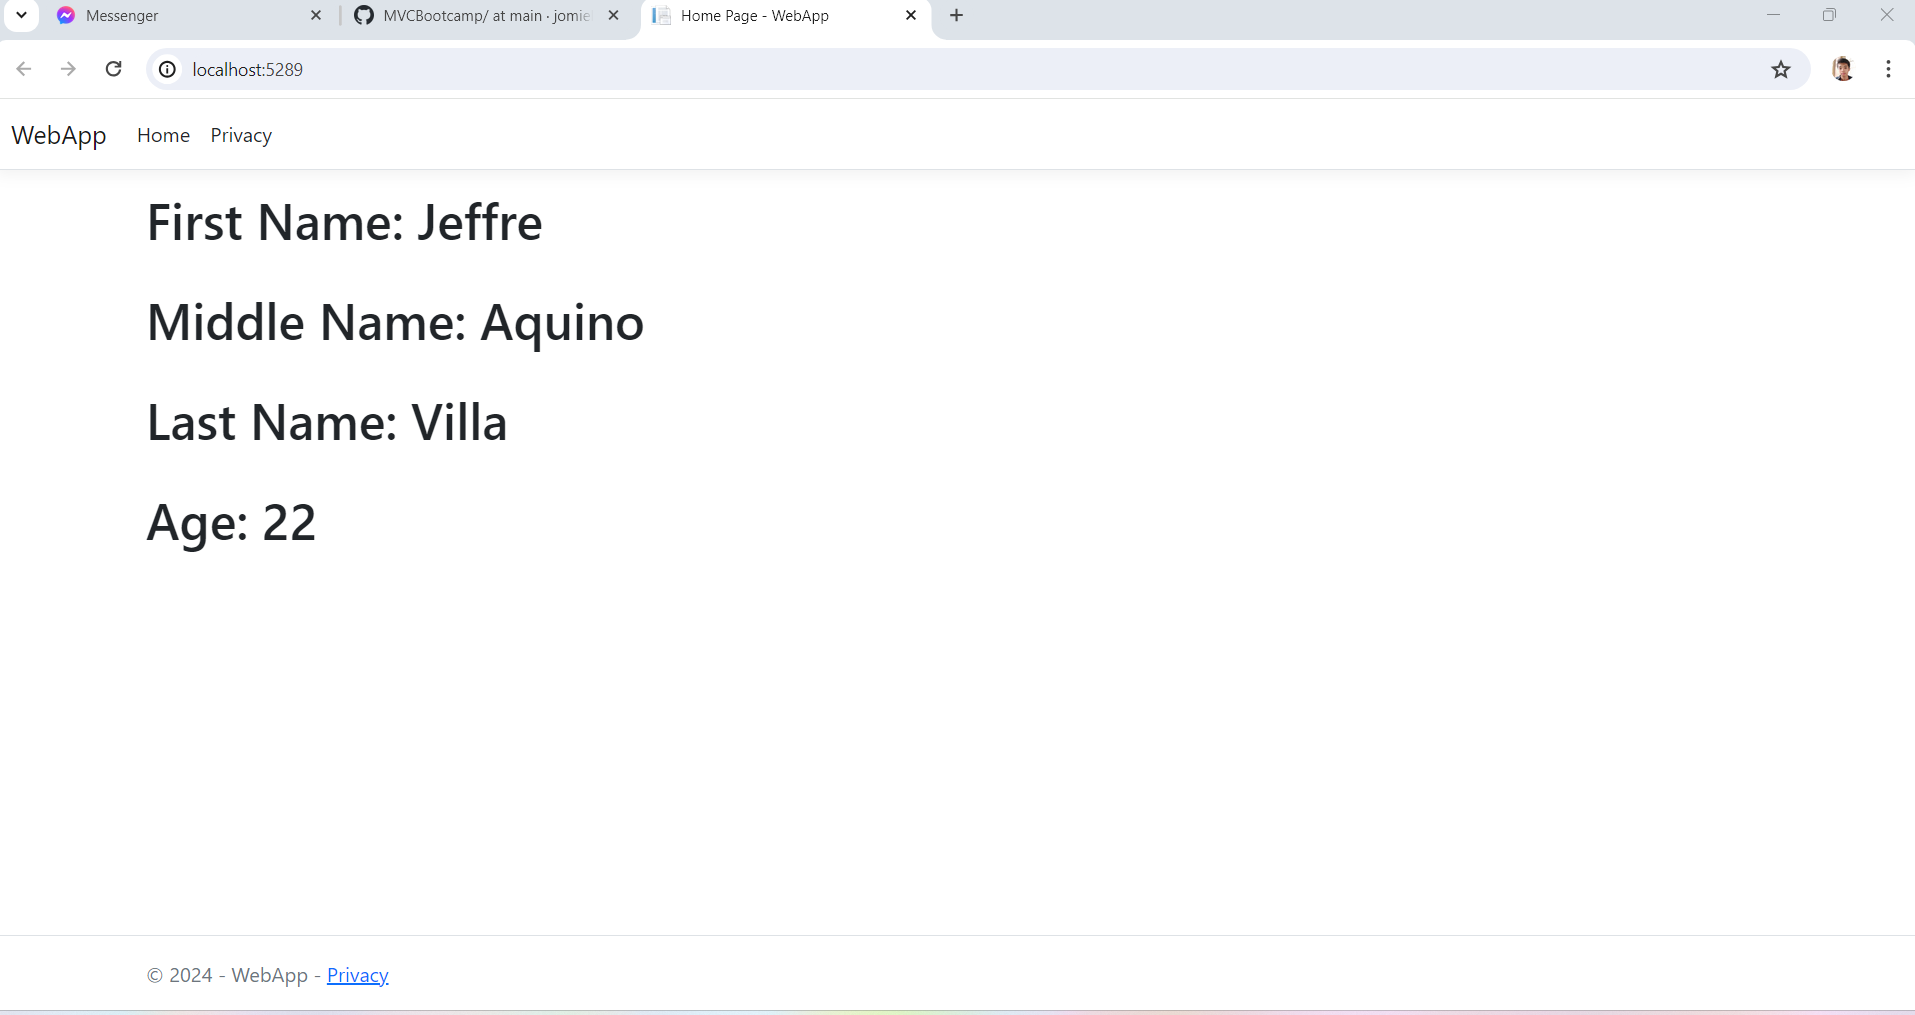 Messenger
MVCBootcamp/ at main · jomie
Home Page - WebApp
localhost:5289
WebApp Home Privacy
First Name: Jeffre
Middle Name: Aquino
Last Name: Villa
Age: 22
© 2024 - WebApp - Privacy